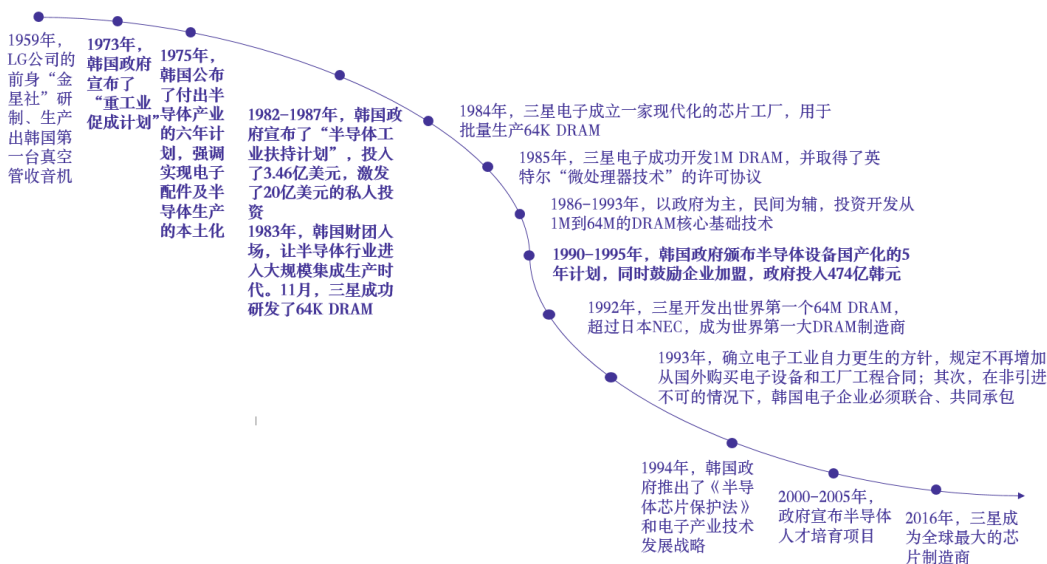 1959年，
LG公司的
前身“金
星社”研
制、生产
出韩国第
一台真空
管收音机
1973年，
韩国政府
宣布了
“重工业
促成计划”
1975年，
韩国公布
了付出半
导体产业
的六年计
划，强调
实现电子
配件及半
导体生产
的本土化
1982-1987年，韩国政
府宣布了“半导体工
业扶持计划”，投入
了3.46亿美元，激发
了20亿美元的私人投
资
1983年，韩国财团入
场，让半导体行业进
入大规模集成生产时
代。11月，三星成功
研发了64K DRAM
1984年，三星电子成立一家现代化的芯片工厂，用于
批量生产64K DRAM
1985年，三星电子成功开发1M DRAM，并取得了英
特尔“微处理器技术”的许可协议
1986-1993年，以政府为主，民间为辅，投资开发从
1M到64M的DRAM核心基础技术
1990-1995年，韩国政府颁布半导体设备国产化的5
年计划，同时鼓励企业加盟，政府投入474亿韩元
1992年，三星开发出世界第一个64M DRAM，
超过日本NEC，成为世界第一大DRAM制造商
1993年，确立电子工业自力更生的方针，规定不再增加
从国外购买电子设备和工厂工程合同；其次，在非引进
不可的情况下，韩国电子企业必须联合、共同承包
1994年，韩国政
府推出了《半导
体芯片保护法》
和电子产业技术
发展战略
2000-2005年，
政府宣布半导体
人才培育项目
2016年，三星成
为全球最大的芯
片制造商